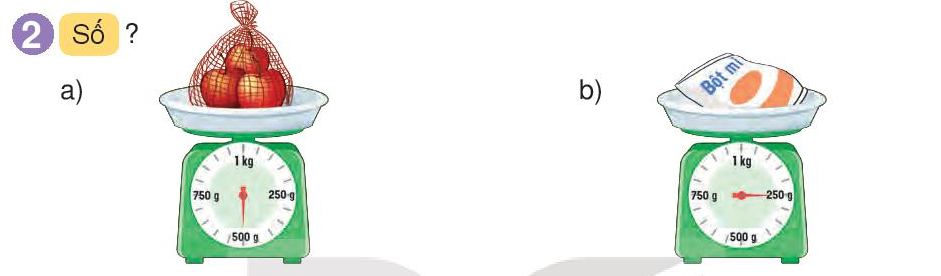 2 Số ?
a)
1 kg
750 g 250 g
500 g
b)
Bột mì
1 kg
750 g 250 g
500 g